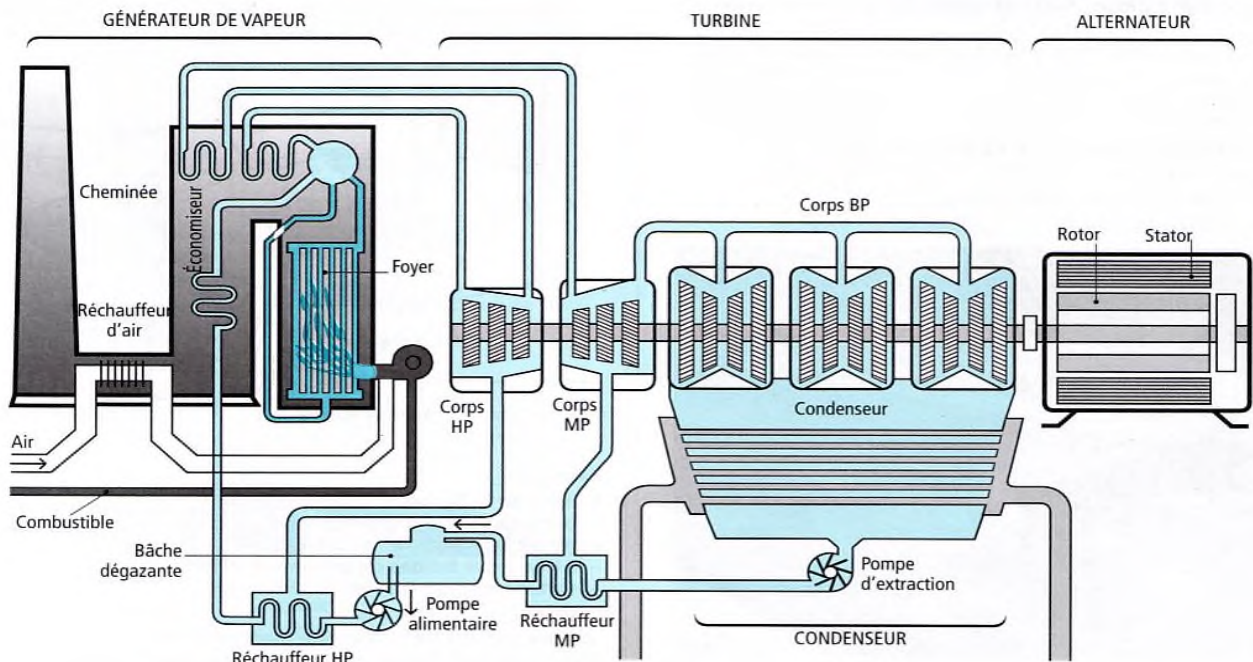 GÉNÉRATEUR DE VAPEUR
TURBINE
ALTERNATEUR
Cheminée
Économiseur
Foyer
Réchauffeur
d'air
Air
Combustible
Corps
HP
Corps
MP
Corps BP
Rotor
Stator
Condenseur
Bâche
dégazante
Pompe
alimentaire
Réchauffeur
MP
Pompe
d'extraction
CONDENSEUR
Réchauffeur HP